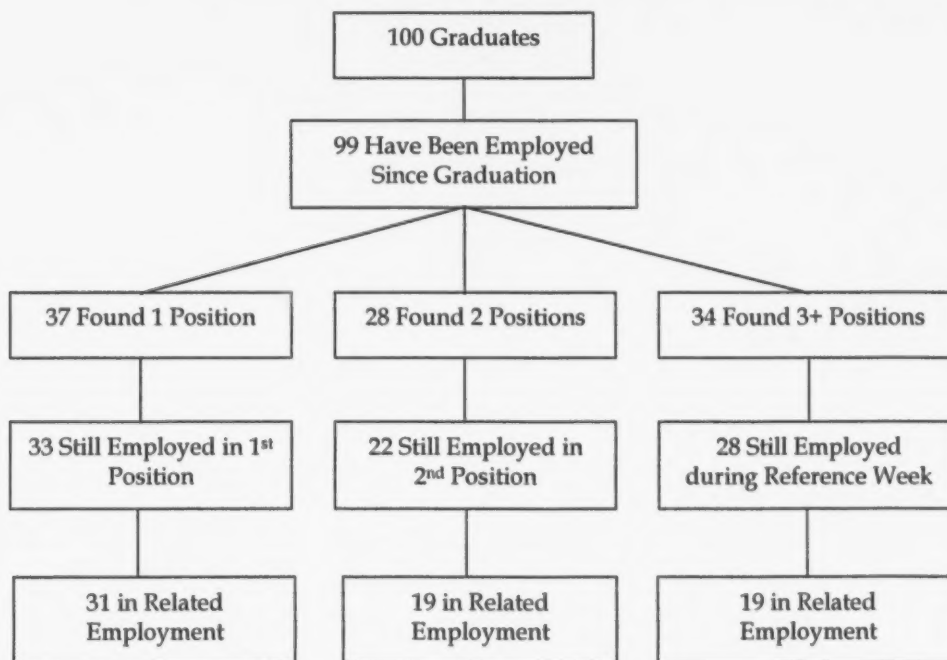 100 Graduates
99 Have Been Employed
Since Graduation
37 Found 1 Position
28 Found 2 Positions
34 Found 3+ Positions
33 Still Employed in 1st
Position
22 Still Employed in
2nd Position
28 Still Employed
during Reference Week
31 in Related
Employment
19 in Related
Employment
19 in Related
Employment